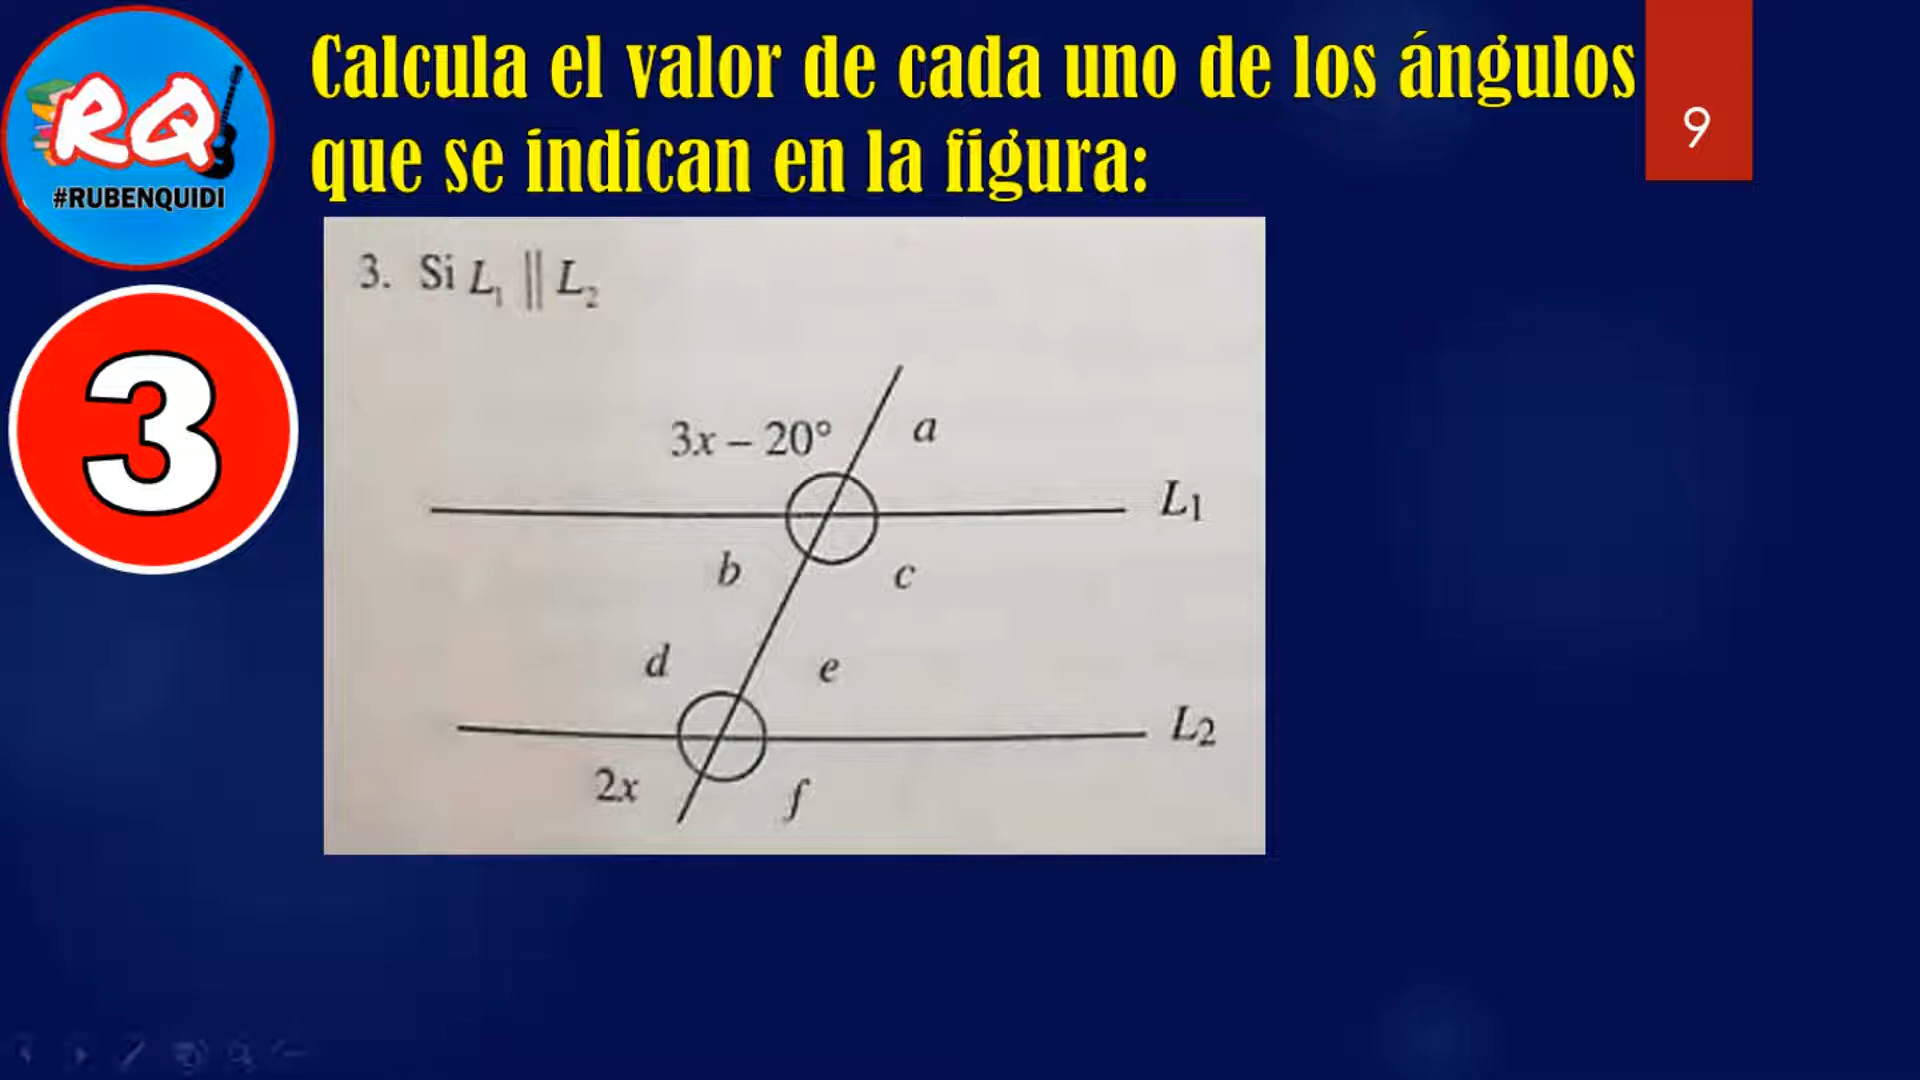 Calcula el valor de cada uno de los ángulos
que se indican en la figura:
9
RQ
#RUBENQUIDI
3
3. Si L₁ || L₂
3x – 20°
a
L₁
b
c
d
e
L₂
2x
f